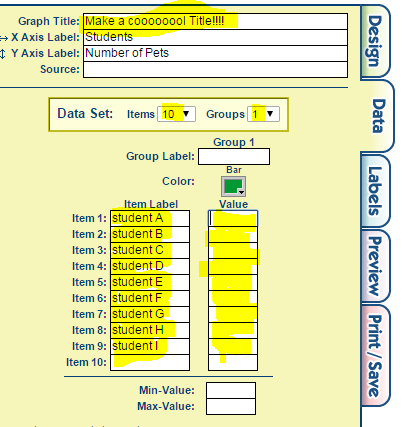 Graph Title: Make a coooooool Title!!!!
X Axis Label: Students
Y Axis Label: Number of Pets
Source:
Data Set: Items 10 Groups 1
Group 1
Group Label:
Bar
Color:
Item Label Value
Item 1: student A
Item 2: student B
Item 3: student C
Item 4: student D
Item 5: student E
Item 6: student F
Item 7: student G
Item 8: student H
Item 9: student I
Item 10:
Min-Value:
Max-Value:
Design
Data
Labels
Preview
Print / Save